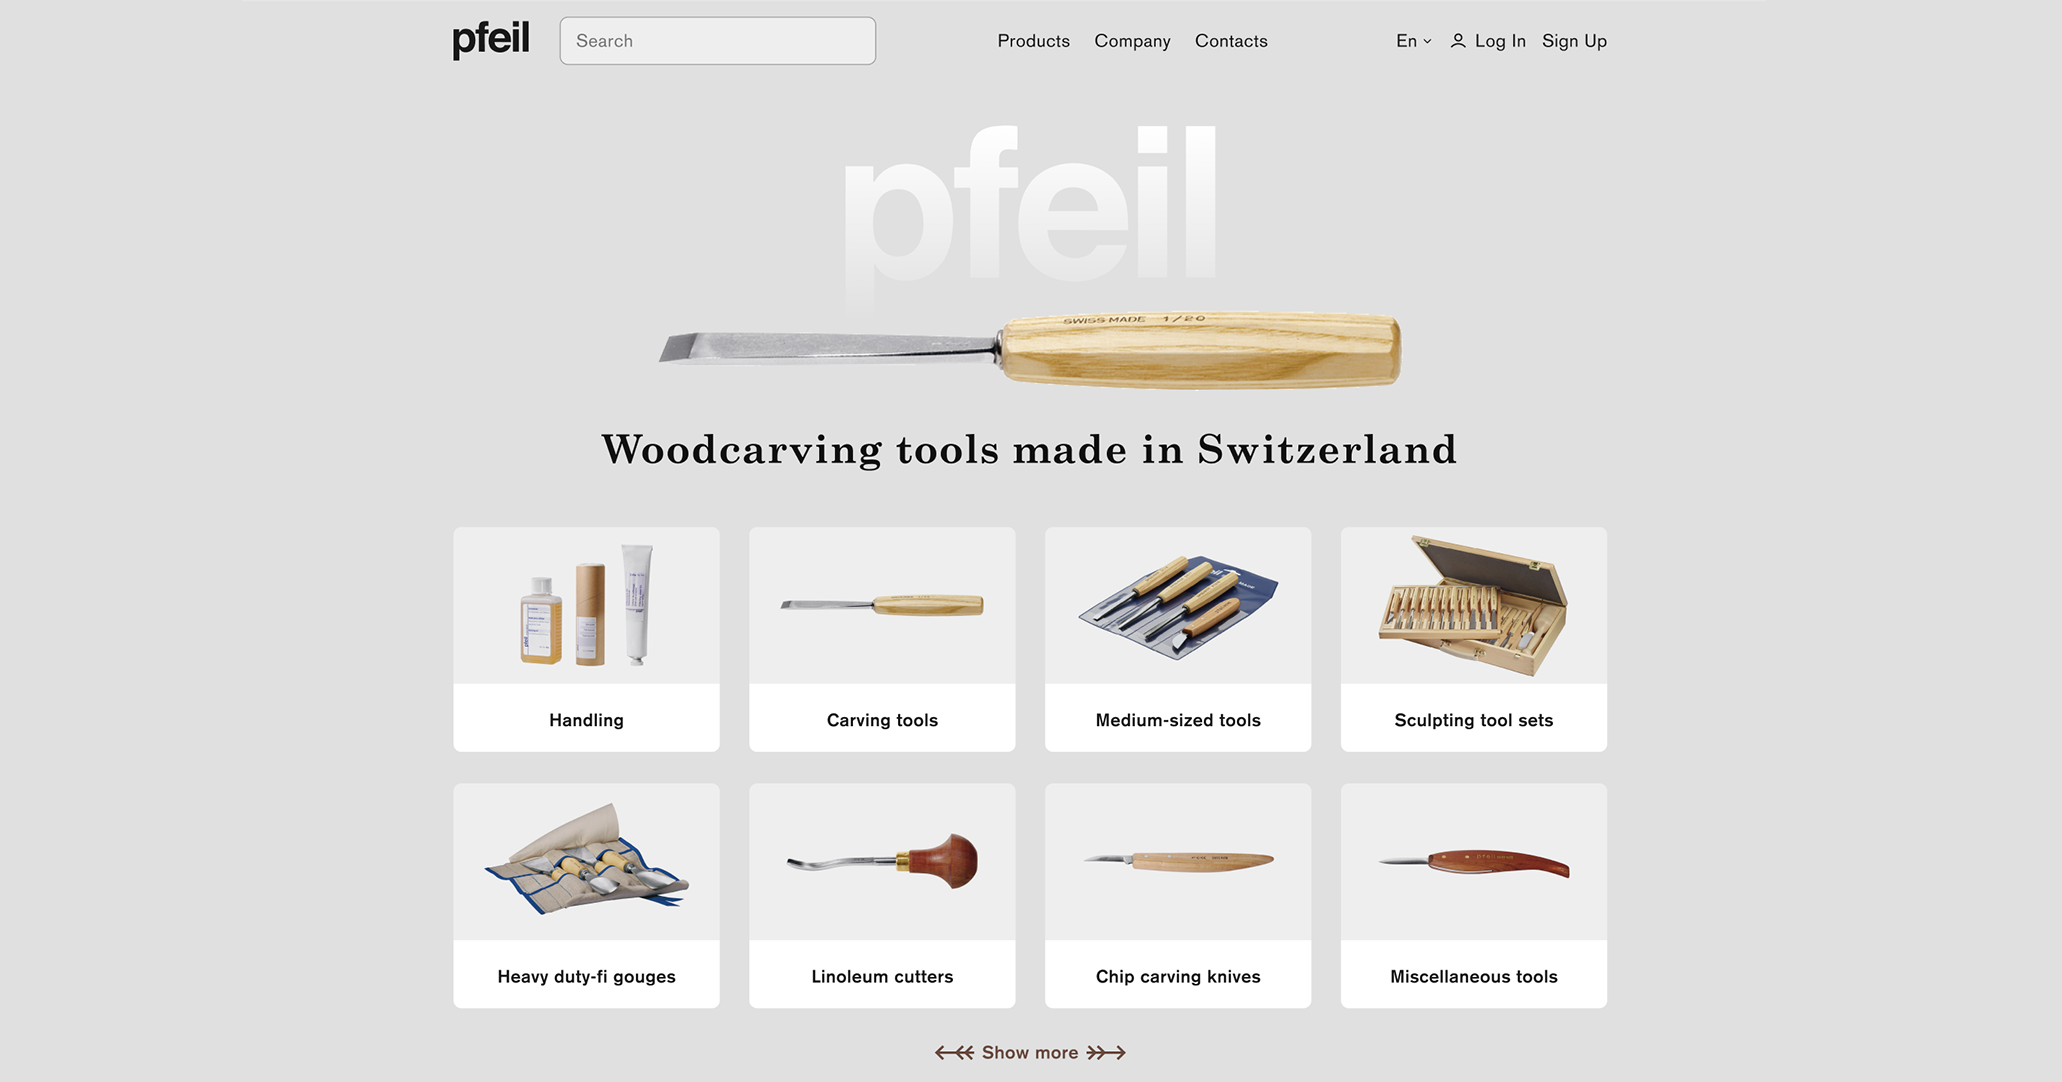 pfeil
Search
Products
Company
Contacts
En
Log In
Sign Up
pfeil
SWISS MADE 1/20
Woodcarving tools made in Switzerland
Handling
Carving tools
Medium-sized tools
Sculpting tool sets
Heavy duty-fi gouges
Linoleum cutters
Chip carving knives
Miscellaneous tools
Show more